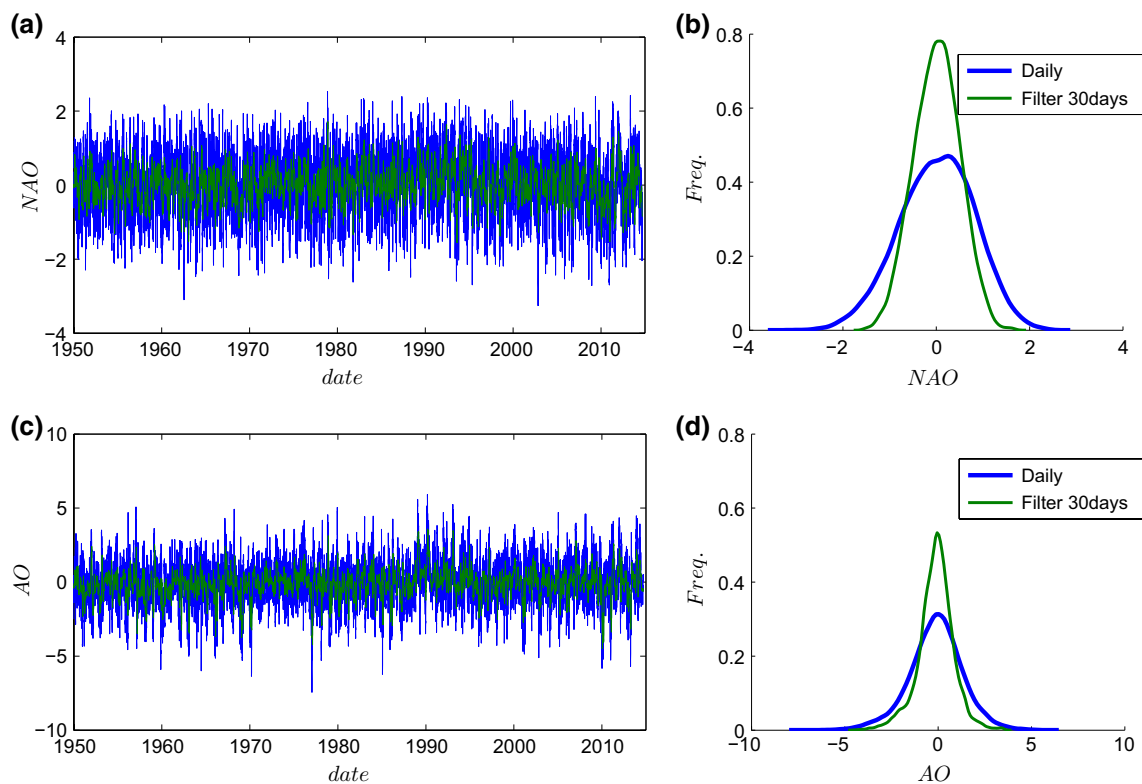 (a)
4
2
0
−2
−4
NAO
1950 1960 1970 1980 1990 2000 2010
date
(b)
0.8
0.6
0.4
0.2
0
Freq.
Daily
Filter 30days
−4 −2 0 2 4
NAO
(c)
10
5
0
−5
−10
AO
1950 1960 1970 1980 1990 2000 2010
date
(d)
0.8
0.6
0.4
0.2
0
Freq.
Daily
Filter 30days
−10 −5 0 5 10
AO